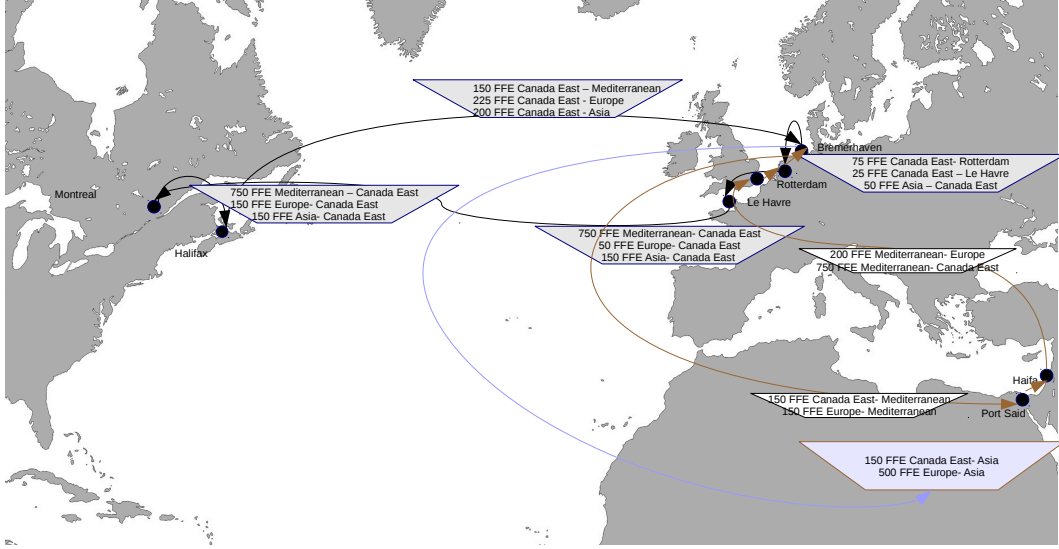 150 FFE Canada East – Mediterranean
225 FFE Canada East - Europe
200 FFE Canada East - Asia
Bremerhaven
75 FFE Canada East- Rotterdam
25 FFE Canada East – Le Havre
50 FFE Asia – Canada East
Rotterdam
Montreal
750 FFE Mediterranean – Canada East
150 FFE Europe- Canada East
150 FFE Asia- Canada East
Le Havre
Halifax
750 FFE Mediterranean- Canada East
50 FFE Europe- Canada East
150 FFE Asia- Canada East
200 FFE Mediterranean- Europe
750 FFE Mediterranean- Canada East
Haifa
150 FFE Canada East- Mediterranean
150 FFE Europe- Mediterranean
Port Said
150 FFE Canada East- Asia
500 FFE Europe- Asia